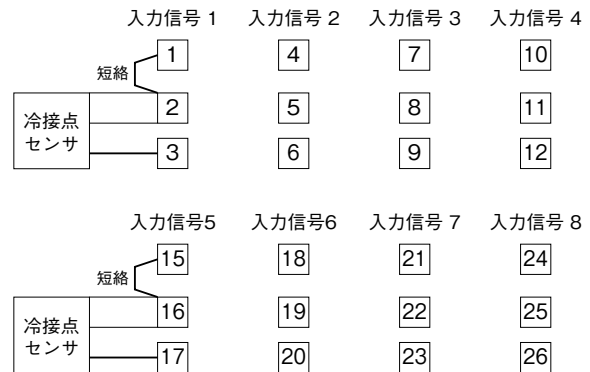 入力信号 1 入力信号 2 入力信号 3 入力信号 4
1 4 7 10
短絡
冷接点
センサ
2 5 8 11
3 6 9 12
入力信号5 入力信号6 入力信号 7 入力信号 8
15 18 21 24
短絡
冷接点
センサ
16 19 22 25
17 20 23 26